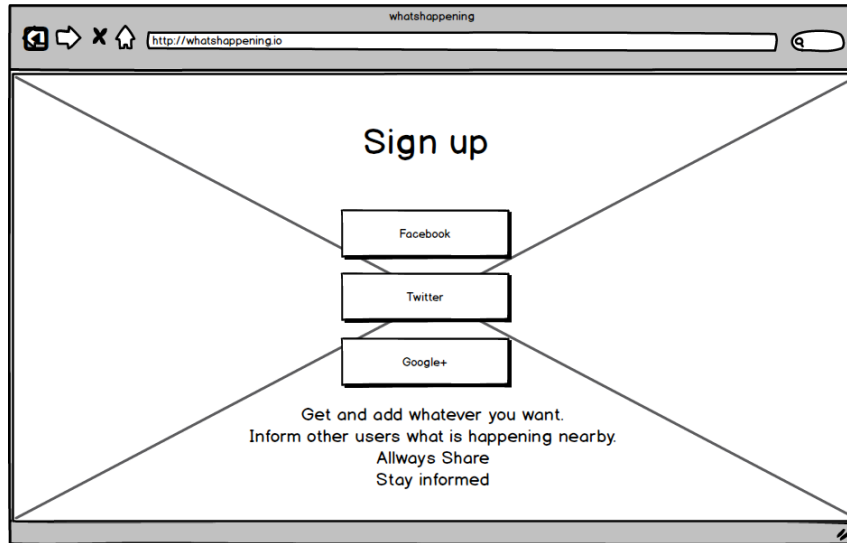 whatshappening
http://whatshappening.io
Sign up
Facebook
Twitter
Google+
Get and add whatever you want.
Inform other users what is happening nearby.
Allways Share
Stay informed